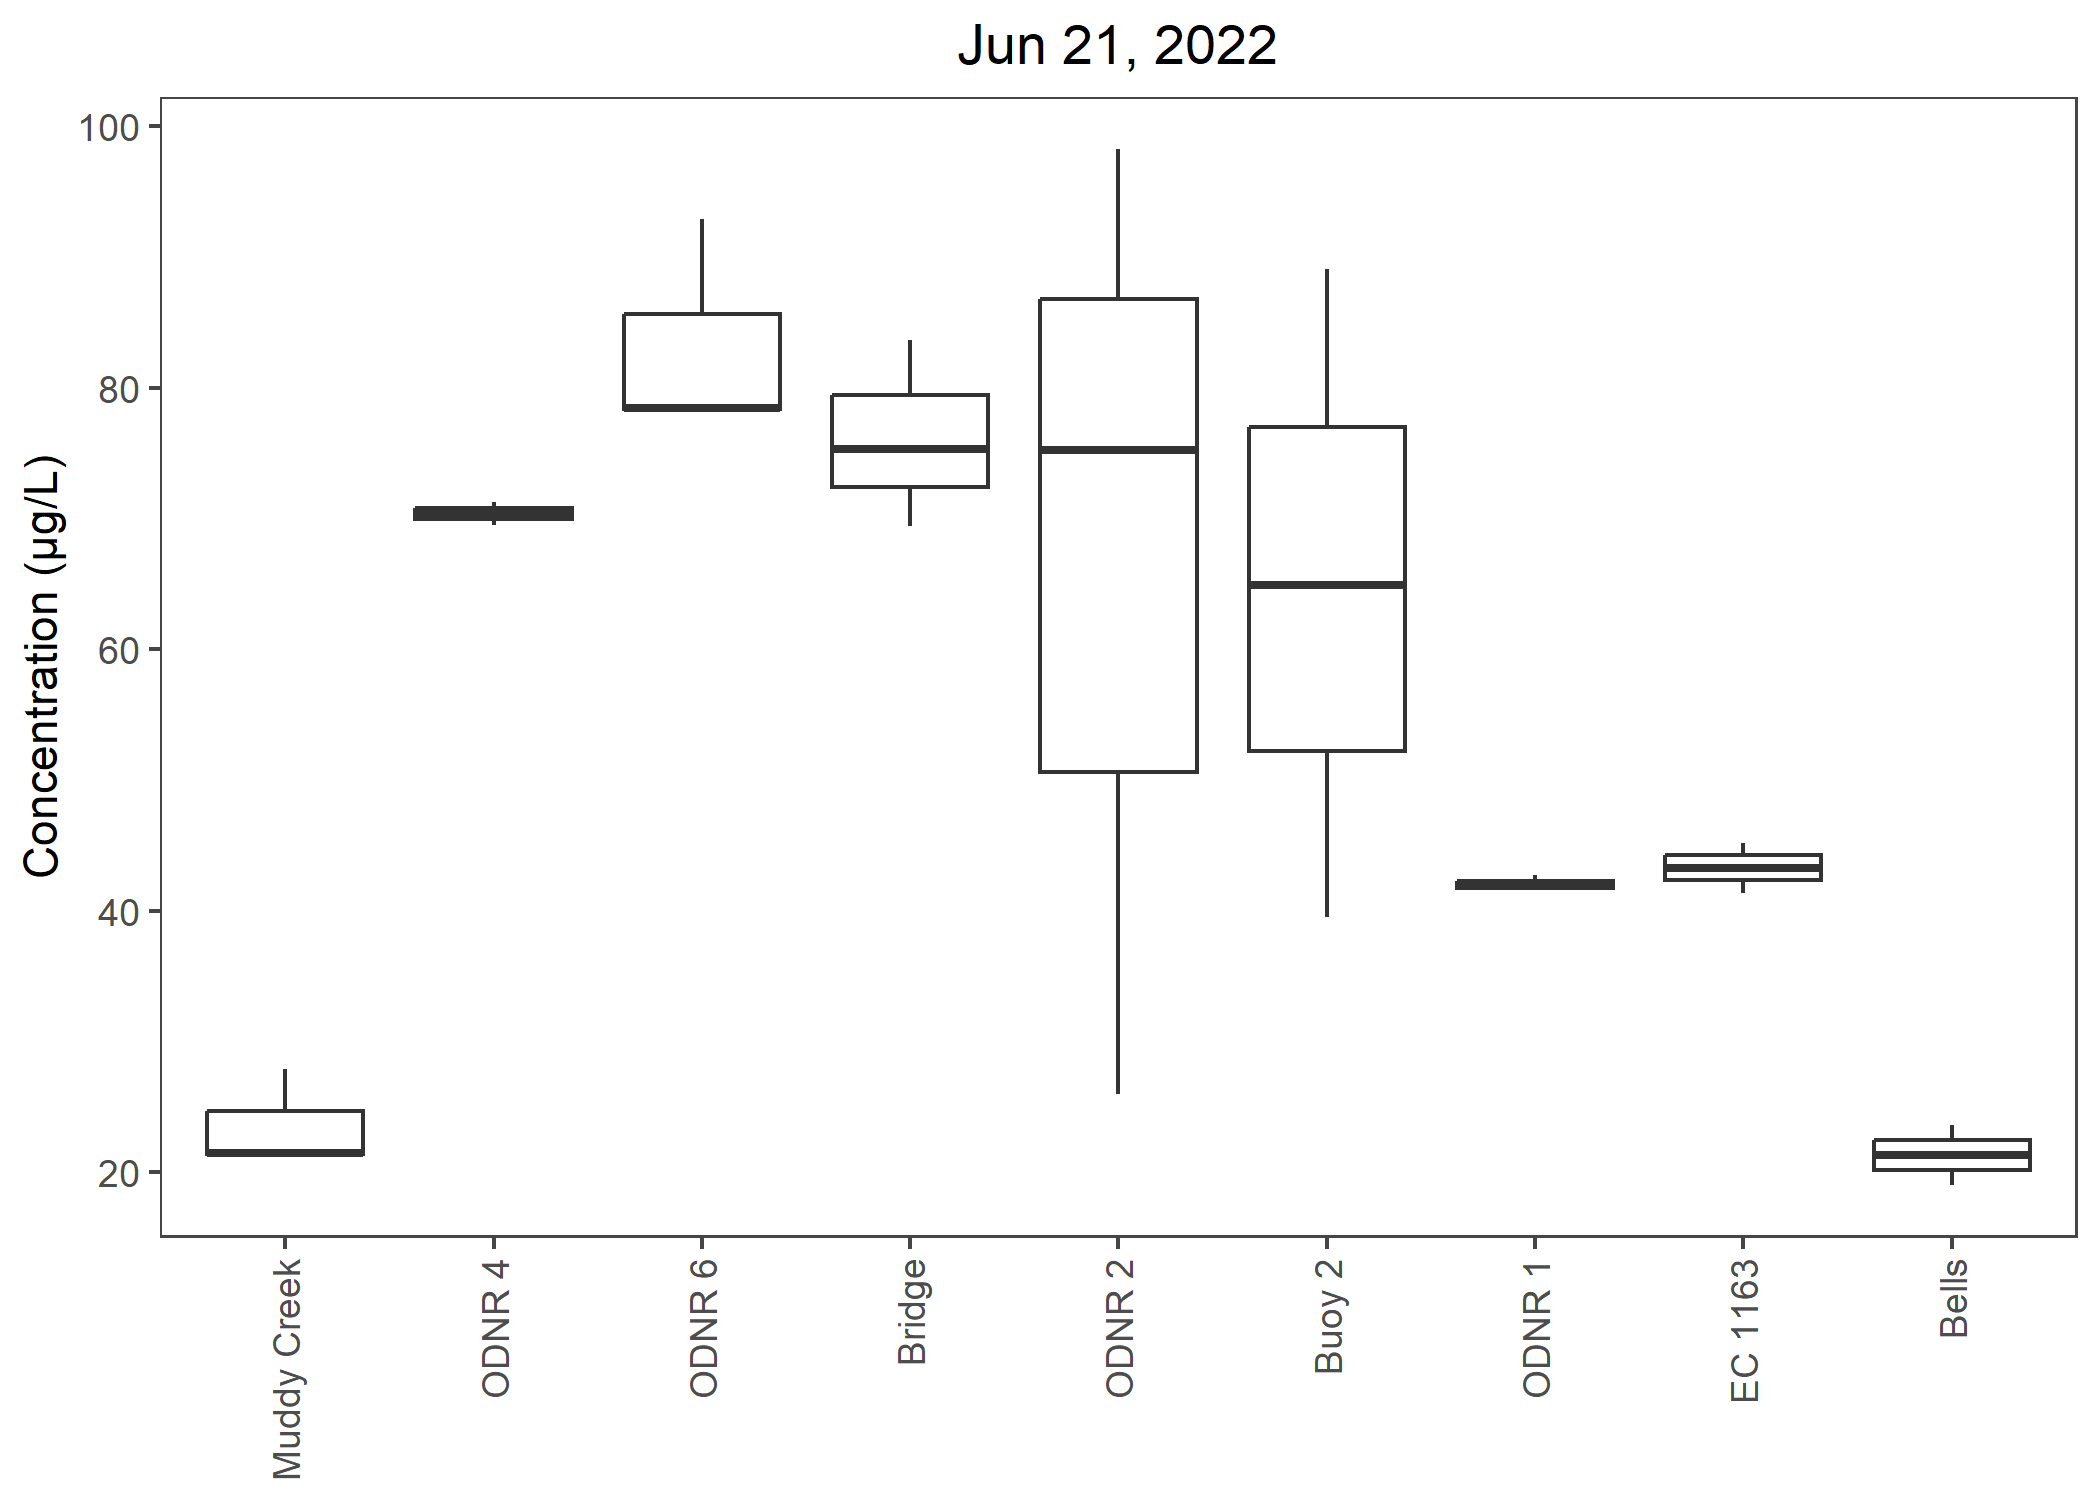 Jun 21, 2022
Concentration (µg/L)
100
80
60
40
20
Muddy Creek
ODNR 4
ODNR 6
Bridge
ODNR 2
Buoy 2
ODNR 1
EC 1163
Bells